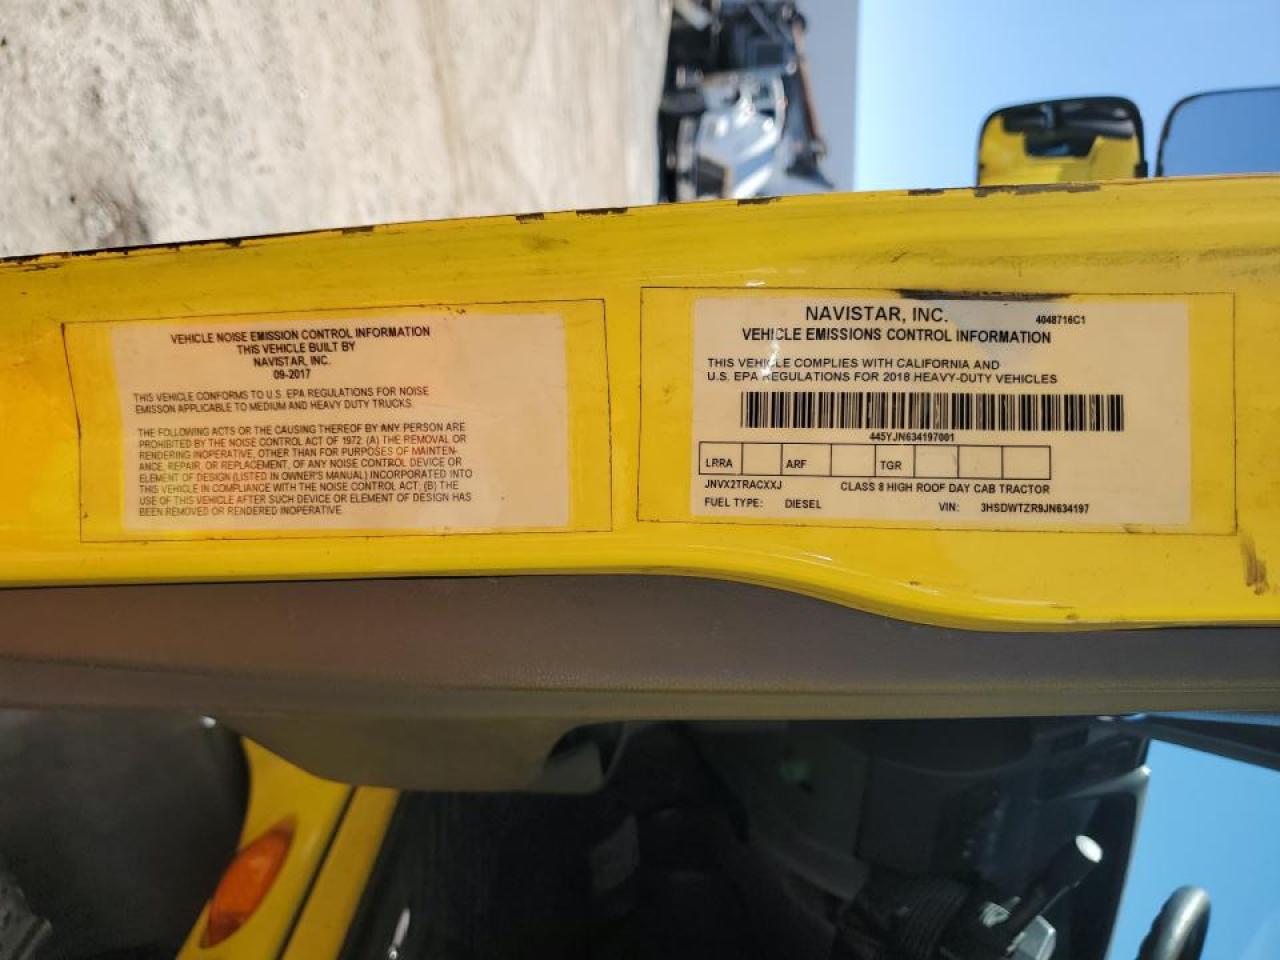 VEHICLE NOISE EMISSION CONTROL INFORMATION
THIS VEHICLE BUILT BY
NAVISTAR, INC.
09-2017
THIS VEHICLE CONFORMS TO U.S. EPA REGULATIONS FOR NOISE
EMISSON APPLICABLE TO MEDIUM AND HEAVY DUTY TRUCKS.
THE FOLLOWING ACTS OR THE CAUSING THEREOF BY ANY PERSON ARE
PROHIBITED BY THE NOISE CONTROL ACT OF 1972. (A) THE REMOVAL OR
RENDERING INOPERATIVE, OTHER THAN FOR PURPOSES OF MAINTEN-
ANCE, REPAIR, OR REPLACEMENT, OF ANY NOISE CONTROL DEVICE OR
ELEMENT OF DESIGN (LISTED IN OWNER'S MANUAL) INCORPORATED INTO
THIS VEHICLE IN COMPLIANCE WITH THE NOISE CONTROL ACT; (B) THE
USE OF THIS VEHICLE AFTER SUCH DEVICE OR ELEMENT OF DESIGN HAS
BEEN REMOVED OR RENDERED INOPERATIVE.
NAVISTAR, INC. 4048716C1
VEHICLE EMISSIONS CONTROL INFORMATION
THIS VEHICLE COMPLIES WITH CALIFORNIA AND
U.S. EPA REGULATIONS FOR 2018 HEAVY-DUTY VEHICLES
445YJN634197001
LRRA ARF TGR
JNVX2TRACXXJ CLASS 8 HIGH ROOF DAY CAB TRACTOR
FUEL TYPE: DIESEL VIN: 3HSDWTZR9JN634197